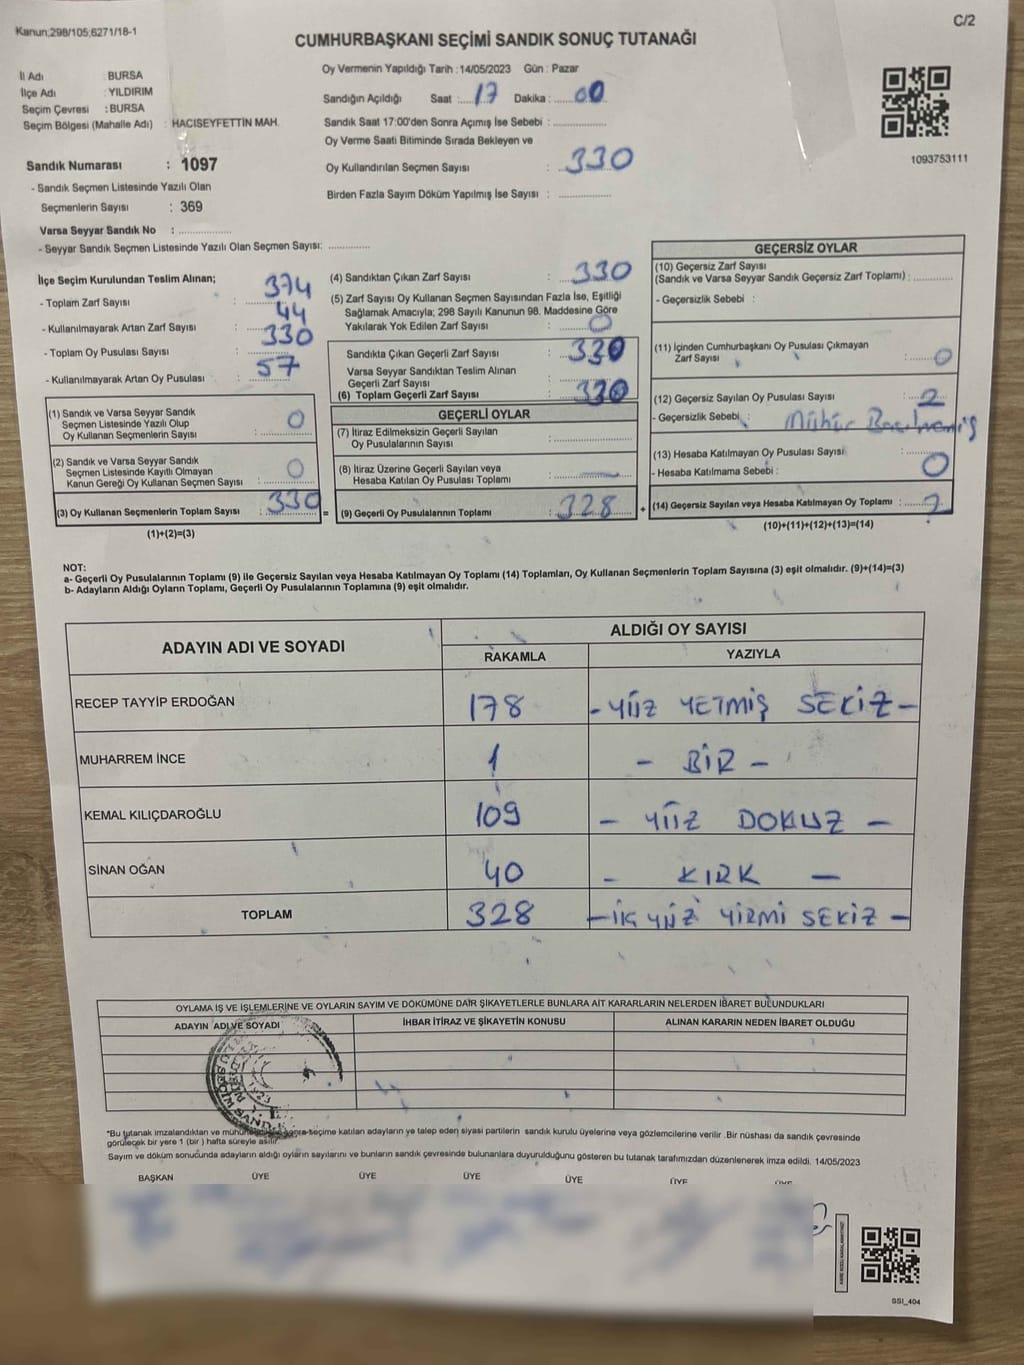 Kanun;298/105;6271/18-1
C/2
CUMHURBAŞKANI SEÇİMİ SANDIK SONUÇ TUTANAĞI
İl Adı : BURSA
İlçe Adı : YILDIRIM
Seçim Çevresi : BURSA
Seçim Bölgesi (Mahalle Adı) : HACISEYFETTİN MAH.
Sandık Numarası : 1097
- Sandık Seçmen Listesinde Yazılı Olan
Seçmenlerin Sayısı : 369
Varsa Seyyar Sandık No :
- Seyyar Sandık Seçmen Listesinde Yazılı Olan Seçmen Sayısı:
Oy Vermenin Yapıldığı Tarih : 14/05/2023 Gün : Pazar
Sandığın Açıldığı Saat : 17 Dakika : 00
Sandık Saat 17:00'den Sonra Açımış İse Sebebi :
Oy Verme Saati Bitiminde Sırada Bekleyen ve
Oy Kullandırılan Seçmen Sayısı : 330
Birden Fazla Sayım Döküm Yapılmış İse Sayısı :
1093753111
İlçe Seçim Kurulundan Teslim Alınan;
- Toplam Zarf Sayısı : 374
- Kullanılmayarak Artan Zarf Sayısı : 44
- Toplam Oy Pusulası Sayısı : 330
- Kullanılmayarak Artan Oy Pusulası : 57
(1) Sandık ve Varsa Seyyar Sandık
Seçmen Listesinde Yazılı Olup
Oy Kullanan Seçmenlerin Sayısı : 0
(2) Sandık ve Varsa Seyyar Sandık
Seçmen Listesinde Kayıtlı Olmayan
Kanun Gereği Oy Kullanan Seçmen Sayısı : 0
(3) Oy Kullanan Seçmenlerin Toplam Sayısı : 330 =
(1)+(2)=(3)
(4) Sandıktan Çıkan Zarf Sayısı : 330
(5) Zarf Sayısı Oy Kullanan Seçmen Sayısından Fazla İse, Eşitliği
Sağlamak Amacıyla; 298 Sayılı Kanunun 98. Maddesine Göre
Yakılarak Yok Edilen Zarf Sayısı : 0
Sandıkta Çıkan Geçerli Zarf Sayısı : 330
Varsa Seyyar Sandıktan Teslim Alınan
Geçerli Zarf Sayısı :
(6) Toplam Geçerli Zarf Sayısı : 330
GEÇERLİ OYLAR
(7) İtiraz Edilmeksizin Geçerli Sayılan
Oy Pusulalarının Sayısı :
(8) İtiraz Üzerine Geçerli Sayılan veya
Hesaba Katılan Oy Pusulası Toplamı :
(9) Geçerli Oy Pusulalarının Toplamı : 328 +
GEÇERSİZ OYLAR
(10) Geçersiz Zarf Sayısı
(Sandık ve Varsa Seyyar Sandık Geçersiz Zarf Toplamı) :
- Geçersizlik Sebebi :
(11) İçinden Cumhurbaşkanı Oy Pusulası Çıkmayan
Zarf Sayısı : 0
(12) Geçersiz Sayılan Oy Pusulası Sayısı : 2
- Geçersizlik Sebebi : Mühür Basılmamış
(13) Hesaba Katılmayan Oy Pusulası Sayısı : 0
- Hesaba Katılmama Sebebi :
(14) Geçersiz Sayılan veya Hesaba Katılmayan Oy Toplamı : 2
(10)+(11)+(12)+(13)=(14)
NOT:
a- Geçerli Oy Pusulalarının Toplamı (9) ile Geçersiz Sayılan veya Hesaba Katılmayan Oy Toplamı (14) Toplamları, Oy Kullanan Seçmenlerin Toplam Sayısına (3) eşit olmalıdır. (9)+(14)=(3)
b- Adayların Aldığı Oyların Toplamı, Geçerli Oy Pusulalarının Toplamına (9) eşit olmalıdır.
ADAYIN ADI VE SOYADI ALDIĞI OY SAYISI
RAKAMLA YAZIYLA
RECEP TAYYİP ERDOĞAN 178 - YÜZ YETMİŞ SEKİZ -
MUHARREM İNCE 1 - BİR -
KEMAL KILIÇDAROĞLU 109 - YÜZ DOKUZ -
SİNAN OĞAN 40 - KIRK -
TOPLAM 328 - YÜZ YİRMİ SEKİZ -
OYLAMA İŞ VE İŞLEMLERİNE VE OYLARIN SAYIM VE DÖKÜMÜNE DAİR ŞİKAYETLERLE BUNLARA AİT KARARLARIN NELERDEN İBARET BULUNDUKLARI
ADAYIN ADI VE SOYADI İHBAR İTİRAZ VE ŞİKAYETİN KONUSU ALINAN KARARIN NEDEN İBARET OLDUĞU
1923
*Bu tutanak imzalandıktan ve sonra seçime katılan adayların ve talep eden siyasi partilerin sandık kurulu üyelerine veya gözlemcilerine verilir .Bir nüshası da sandık çevresinde
görülecek bir yere 1 (bir ) hafta süreyle asılır.
Sayım ve döküm sonucunda adayların aldığı oyların sayılarını ve bunların sandık çevresinde bulunanlara duyurulduğunu gösteren bu tutanak tarafımızdan düzenlenerek imza edildi. 14/05/2023
BAŞKAN ÜYE ÜYE ÜYE ÜYE ÜYE
SSI_404